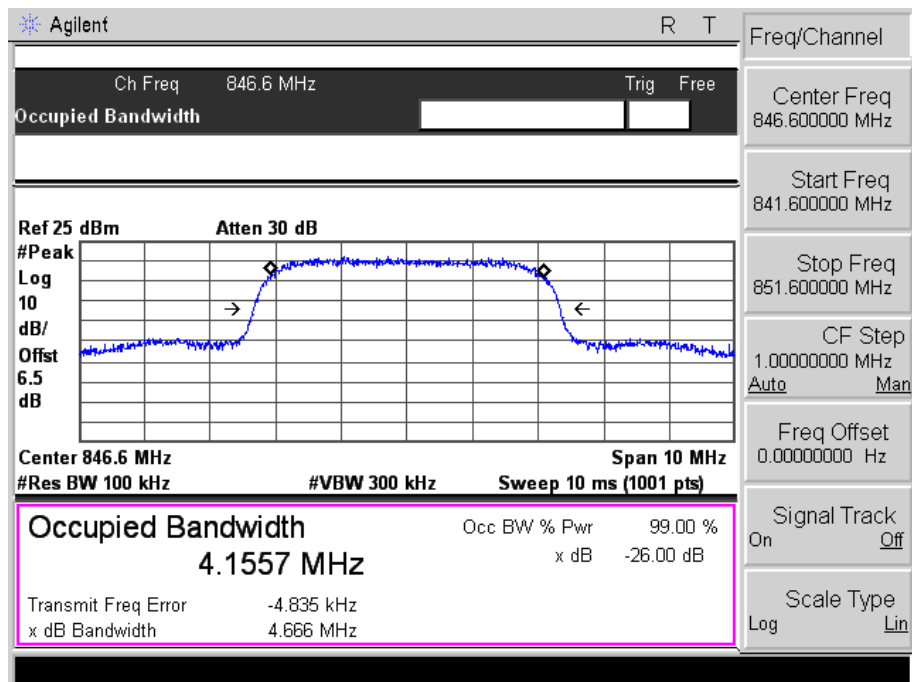 Agilent R T
Ch Freq 846.6 MHz Trig Free
Occupied Bandwidth
Ref 25 dBm Atten 30 dB
#Peak
Log
10
dB/
Offst
6.5
dB
Center 846.6 MHz Span 10 MHz
#Res BW 100 kHz #VBW 300 kHz Sweep 10 ms (1001 pts)
Occupied Bandwidth Occ BW % Pwr 99.00 %
4.1557 MHz x dB -26.00 dB
Transmit Freq Error -4.835 kHz
x dB Bandwidth 4.666 MHz
Freq/Channel
Center Freq
846.600000 MHz
Start Freq
841.600000 MHz
Stop Freq
851.600000 MHz
CF Step
1.00000000 MHz
Auto Man
Freq Offset
0.00000000 Hz
Signal Track
On Off
Scale Type
Log Lin